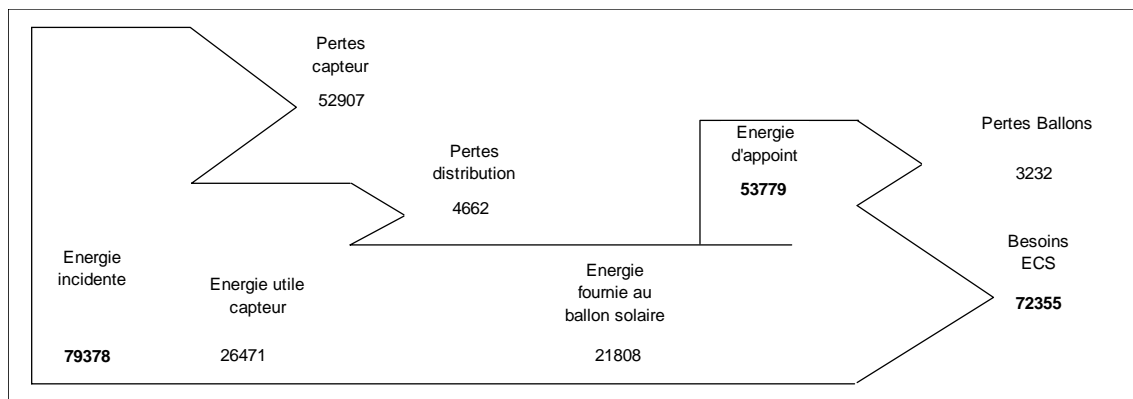 Pertes
capteur
52907
Pertes
distribution
4662
Energie
d'appoint
53779
Pertes Ballons
3232
Energie
incidente
79378
Energie utile
capteur
26471
Energie
fournie au
ballon solaire
21808
Besoins
ECS
72355